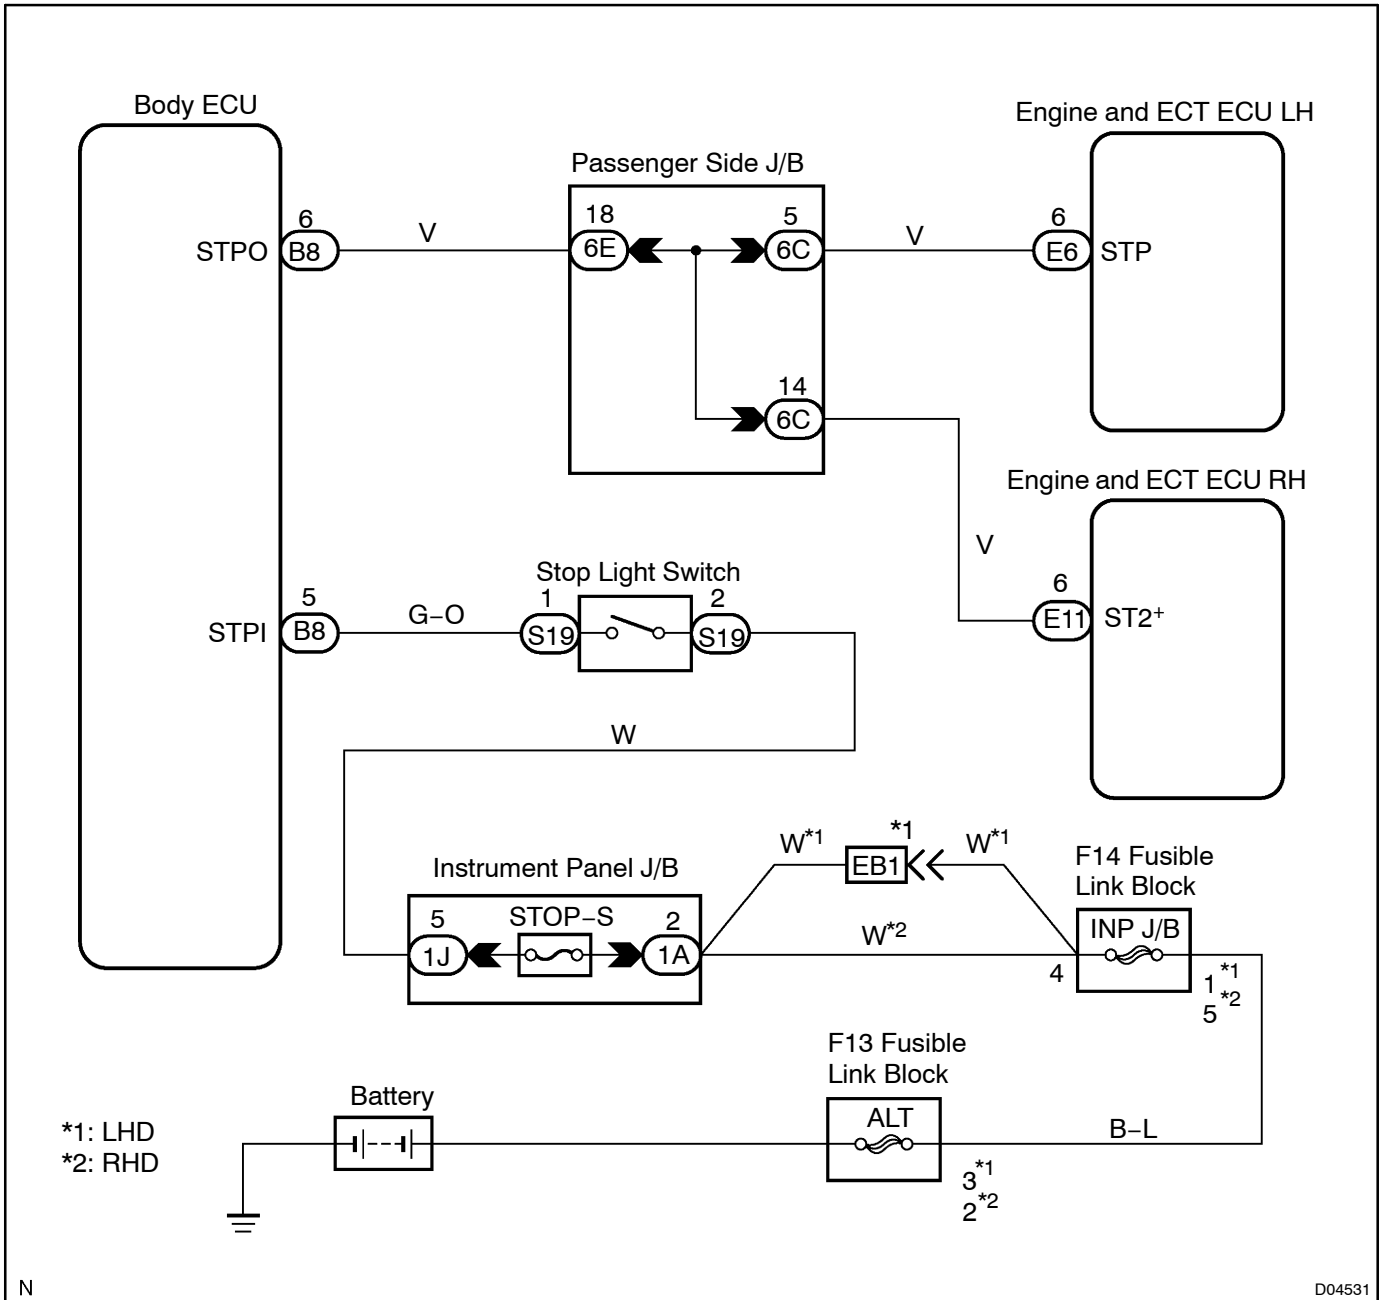 Body ECU
Engine and ECT ECU LH
Passenger Side J/B
6
18
5
6
STPO
B8
V
6E
6C
V
E6
STP
14
6C
Engine and ECT ECU RH
V
Stop Light Switch
5
1
2
6
STPI
B8
G–O
S19
S19
E11
ST2+
W
W*1
*1
W*1
EB1
F14 Fusible
Link Block
Instrument Panel J/B
5
STOP–S
2
W*2
INP J/B
1J
1A
4
1*1
5*2
F13 Fusible
Link Block
Battery
ALT
B–L
*1: LHD
*2: RHD
3*1
2*2
N
D04531